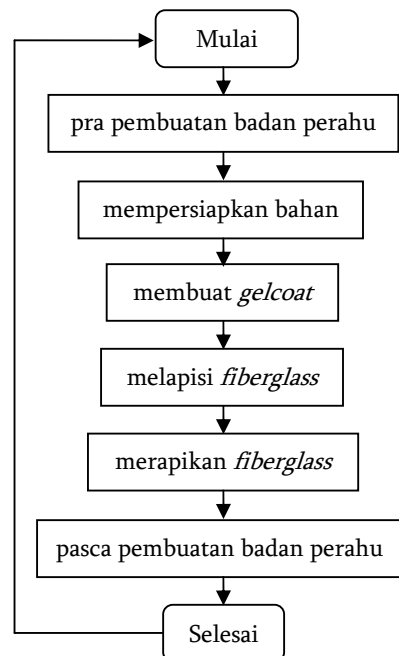 Mulai
pra pembuatan badan perahu
mempersiapkan bahan
membuat gelcoat
melapisi fiberglass
merapikan fiberglass
pasca pembuatan badan perahu
Selesai